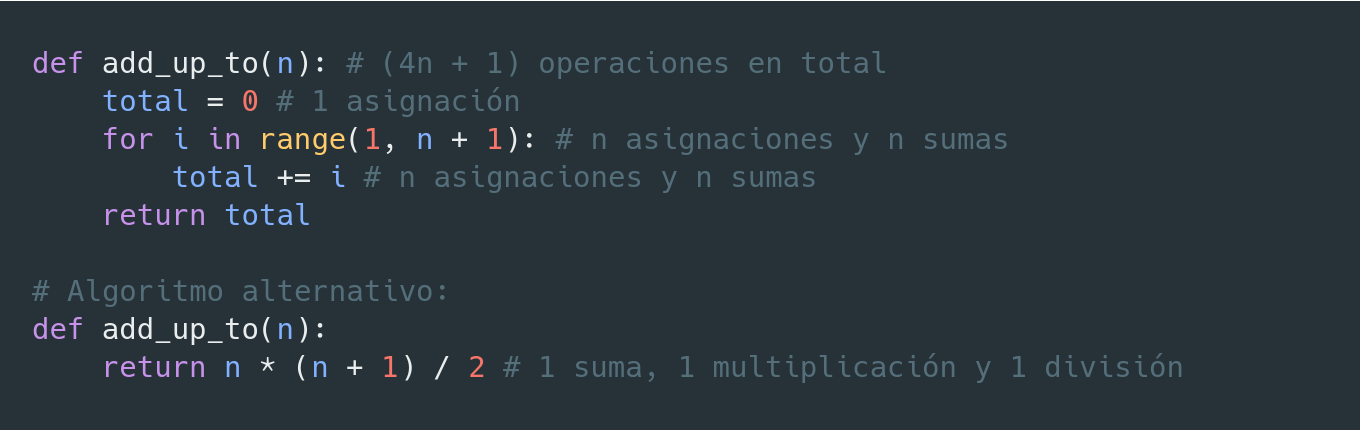 def add_up_to(n): # (4n + 1) operaciones en total
    total = 0 # 1 asignación
    for i in range(1, n + 1): # n asignaciones y n sumas
        total += i # n asignaciones y n sumas
    return total

# Algoritmo alternativo:
def add_up_to(n):
    return n * (n + 1) / 2 # 1 suma, 1 multiplicación y 1 división